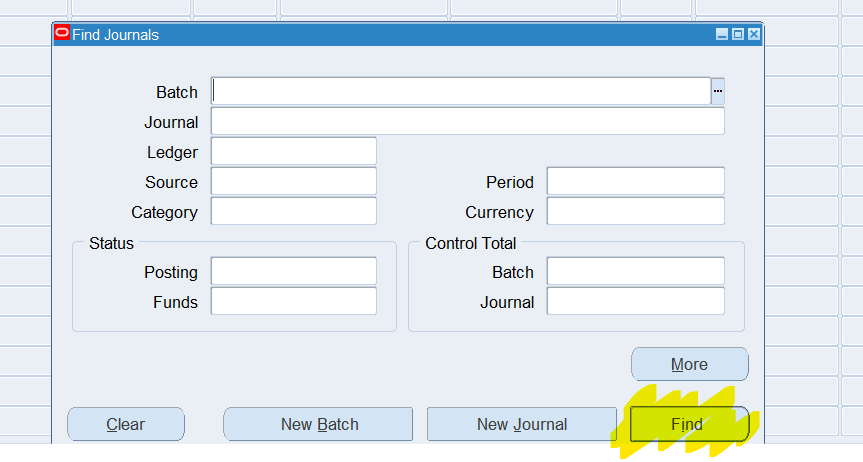 Find Journals
Batch
Journal
Ledger
Source Period
Category Currency
Status Control Total
Posting Batch
Funds Journal
More
Clear New Batch New Journal Find